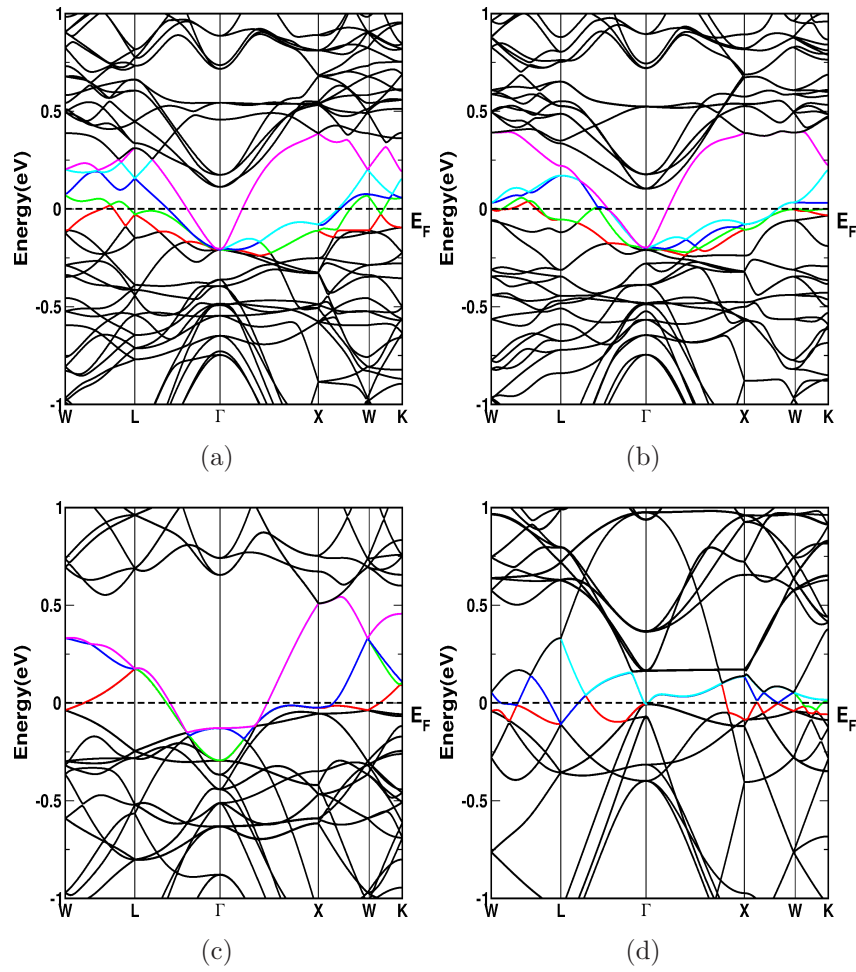 1
0.5
0
-0.5
-1
Energy(eV)
E_F
W L Γ X W K
(a)
1
0.5
0
-0.5
-1
Energy(eV)
E_F
W L Γ X W K
(b)
1
0.5
0
-0.5
-1
Energy(eV)
E_F
W L Γ X W K
(c)
1
0.5
0
-0.5
-1
Energy(eV)
E_F
W L Γ X W K
(d)